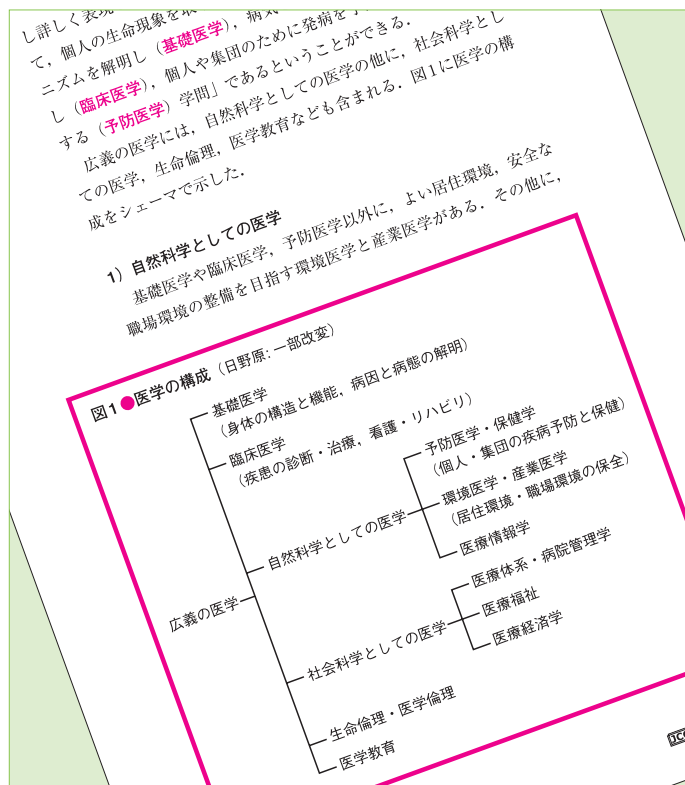 し詳しく表現
て，個人の生命現象を
ニズムを解明し（基礎医学），病気
し（臨床医学），個人や集団のために発病を
する（予防医学）学問」であるということができる．
広義の医学には，自然科学としての医学の他に，社会科学とし
ての医学，生命倫理，医学教育なども含まれる．図1に医学の構
成をシェーマで示した．
1）自然科学としての医学
基礎医学や臨床医学，予防医学以外に，よい居住環境，安全な
職場環境の整備を目指す環境医学と産業医学がある．その他に，
図1●医学の構成（日野原：一部改変）
基礎医学
（身体の構造と機能，病因と病態の解明）
臨床医学
（疾患の診断・治療，看護・リハビリ）
広義の医学
自然科学としての医学
予防医学・保健学
（個人・集団の疾病予防と保健）
環境医学・産業医学
（居住環境・職場環境の保全）
医療情報学
社会科学としての医学
医療体系・病院管理学
医療福祉
医療経済学
生命倫理・医学倫理
医学教育